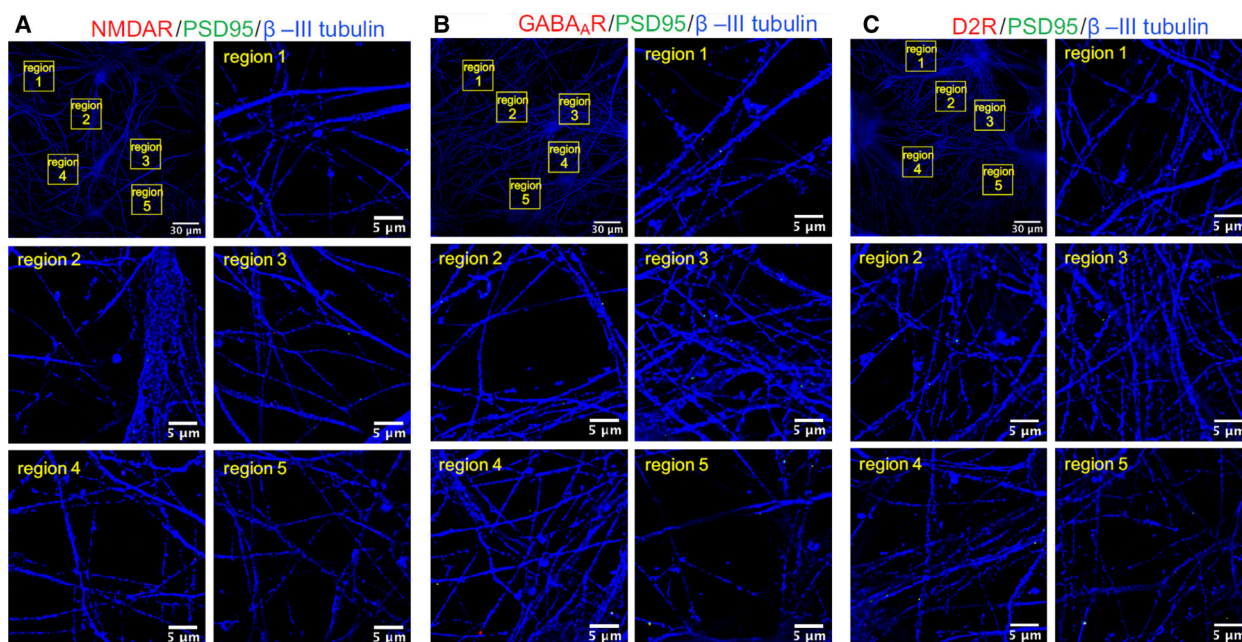 A
NMDAR/PSD95/β –III tubulin
region
1
region
2
region
3
region
4
region
5
30 µm
region 1
5
µm
region 2
5 µm
region 3
5 µm
region 4
5 µm
region 5
5 µm
B
GABAAR/PSD95/β –III tubulin
region
1
region
2
region
3
region
4
region
5
30 µm
region 1
5 µm
region 2
5 µm
region 3
5 µm
region 4
5 µm
region 5
5 µm
C
D2R/PSD95/β –III tubulin
region
1
region
2
region
3
region
4
region
5
30 µm
region 1
5 µm
region 2
5 µm
region 3
5 µm
region 4
5 µm
region 5
5 µm